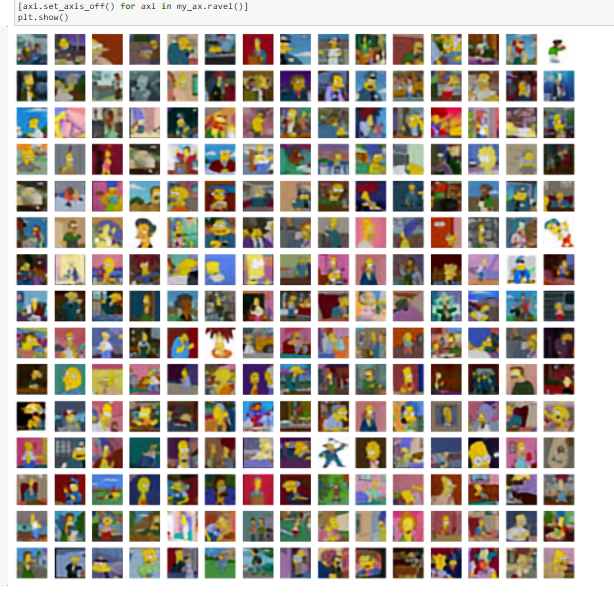 [axi.set_axis_off() for axi in my_ax.ravel()]
plt.show()